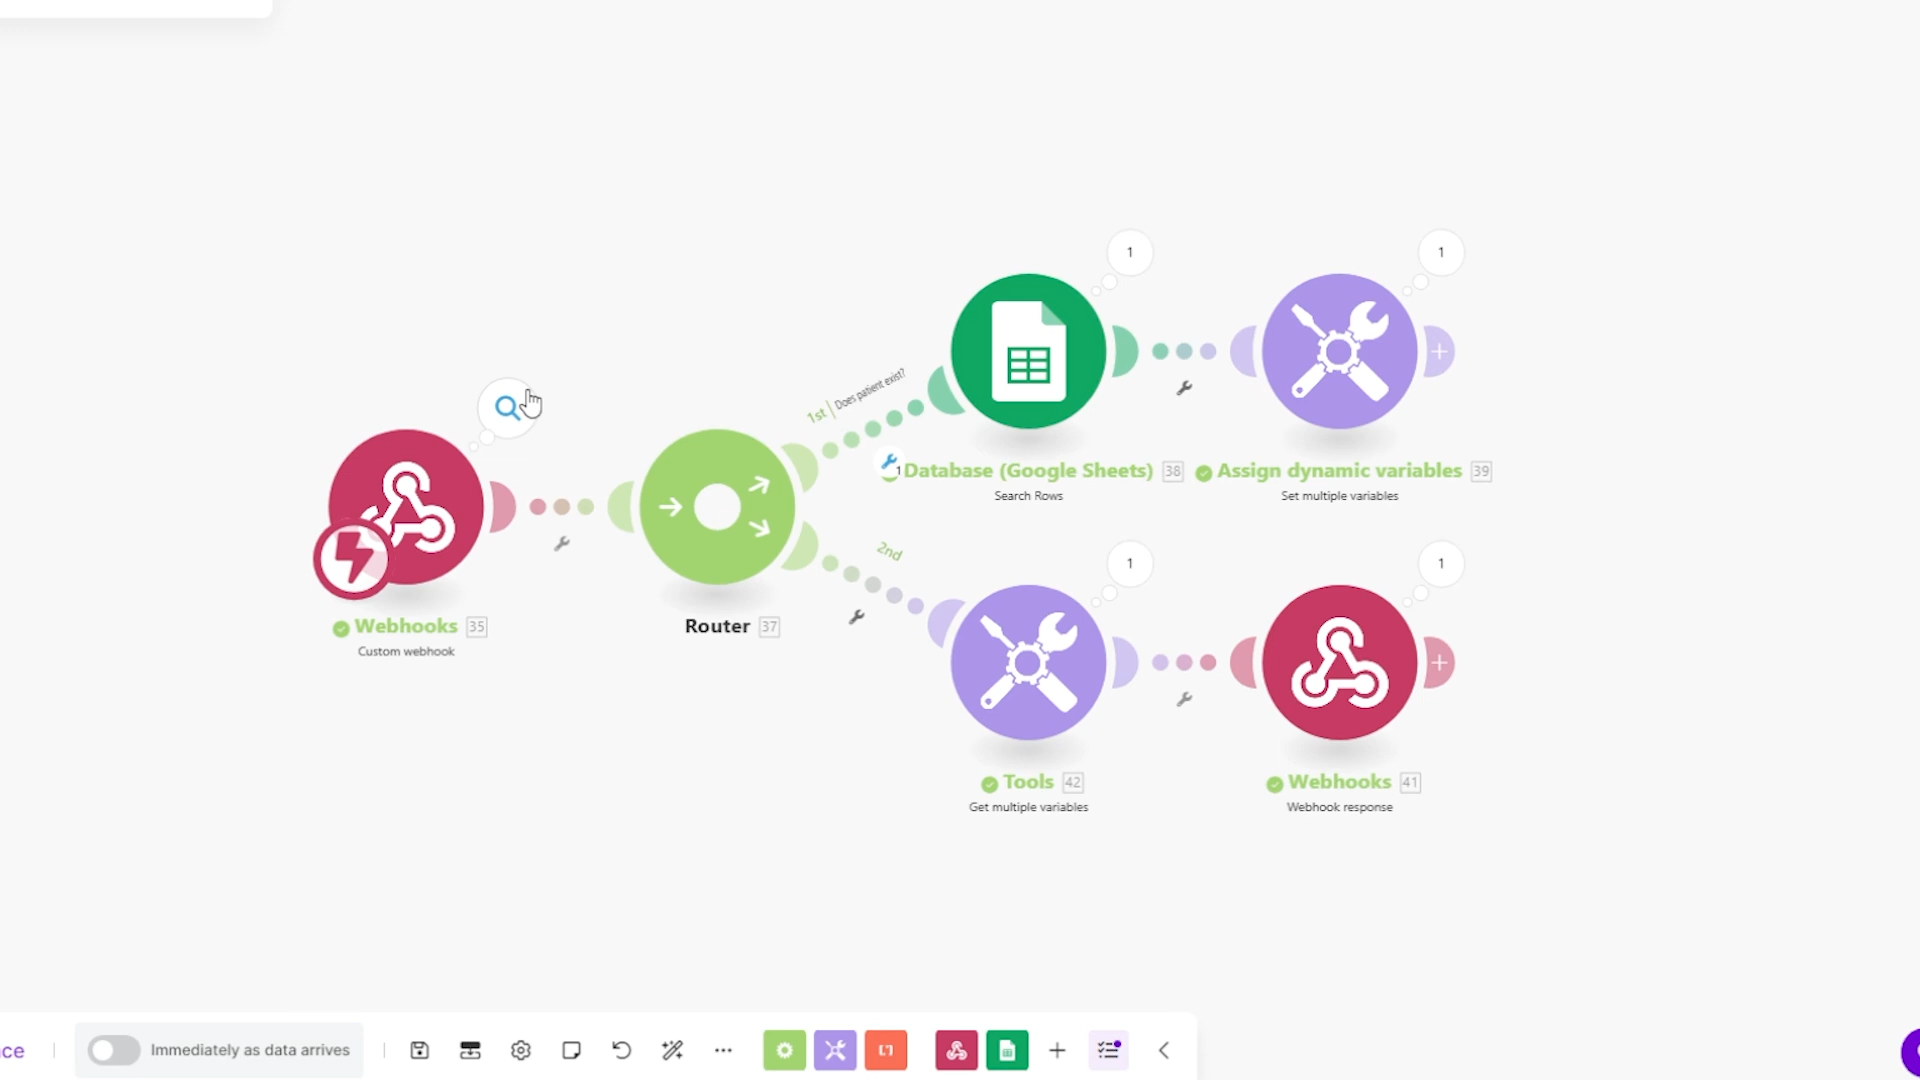 1
1
1st | Does patient exist?
1
Database (Google Sheets) 38
Search Rows
Assign dynamic variables 39
Set multiple variables
2nd
1
1
Webhooks 35
Custom webhook
Router 37
Tools 42
Get multiple variables
Webhooks 41
Webhook response
ce
Immediately as data arrives